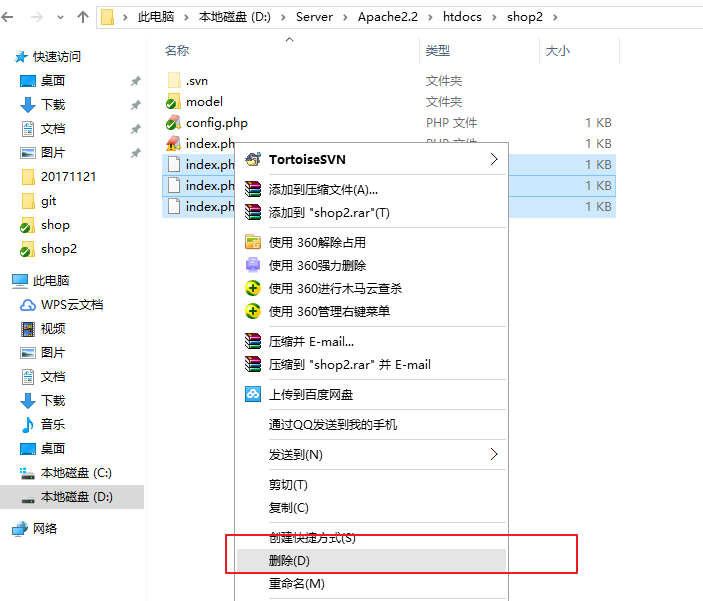 此电脑 > 本地磁盘 (D:) > Server > Apache2.2 > htdocs > shop2 >
名称 类型 大小
快速访问
桌面
下载
文档
图片
20171121
git
shop
shop2
此电脑
WPS云文档
视频
图片
文档
下载
音乐
桌面
本地磁盘 (C:)
本地磁盘 (D:)
网络
.svn 文件夹
model 文件夹
config.php PHP 文件 1 KB
index.ph PHP 文件 1 KB
index.ph 1 KB
index.ph 1 KB
index.ph 1 KB
TortoiseSVN
添加到压缩文件(A)...
添加到 "shop2.rar"(T)
使用 360解除占用
使用 360强力删除
使用 360进行木马云查杀
使用 360管理右键菜单
压缩并 E-mail...
压缩到 "shop2.rar" 并 E-mail
上传到百度网盘
通过QQ发送到我的手机
发送到(N)
剪切(T)
复制(C)
创建快捷方式(S)
删除(D)
重命名(M)